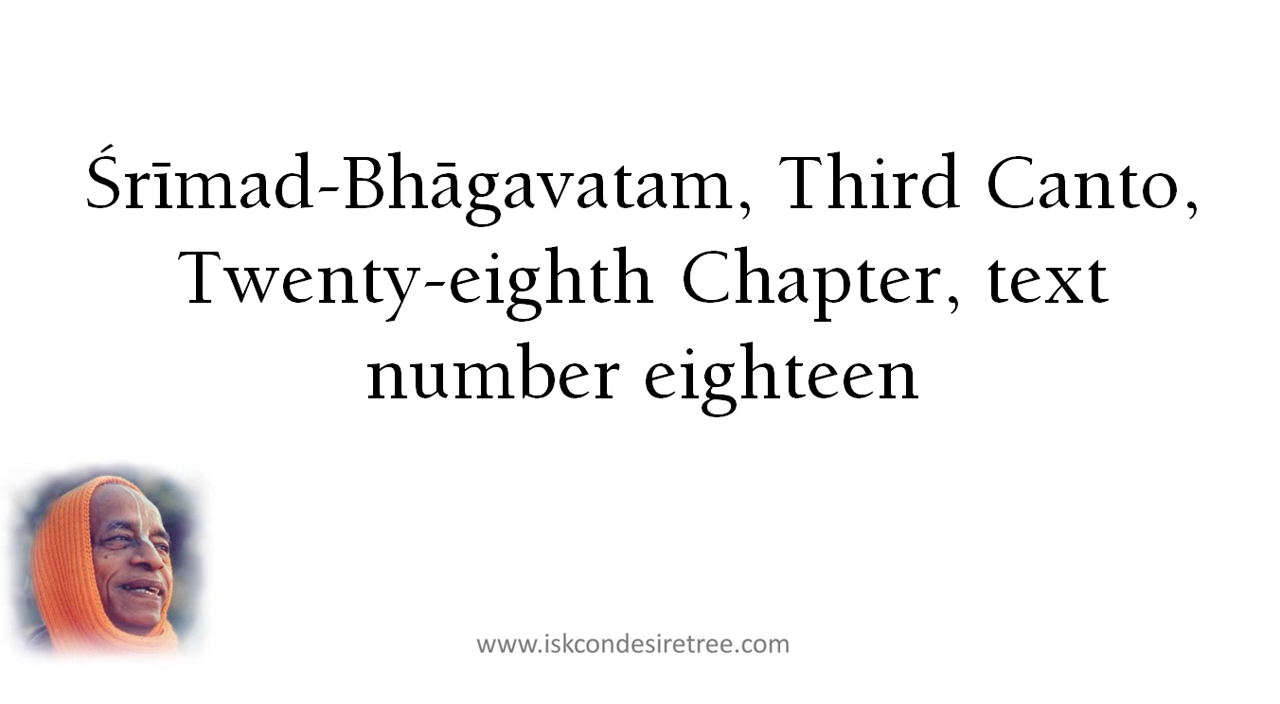 Śrīmad-Bhāgavatam, Third Canto,
Twenty-eighth Chapter, text
number eighteen
www.iskcondesiretree.com